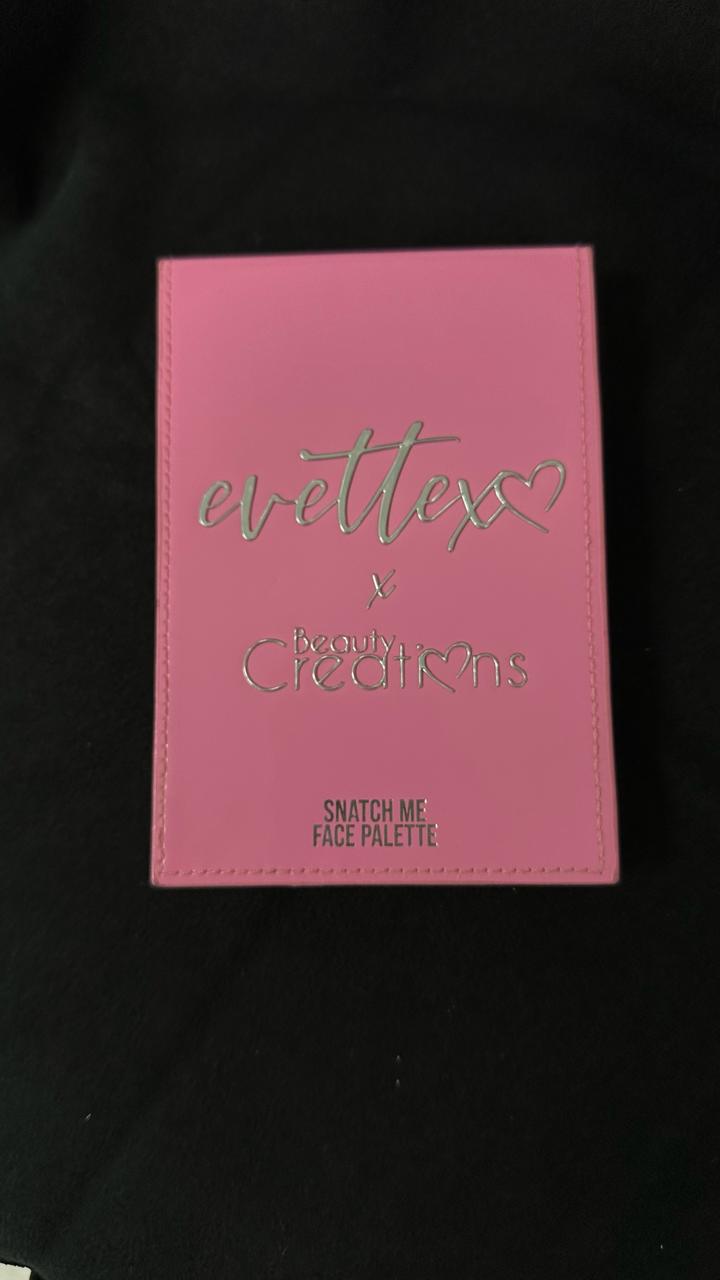 evettexo
x
Beauty
Creations
SNATCH ME
FACE PALETTE